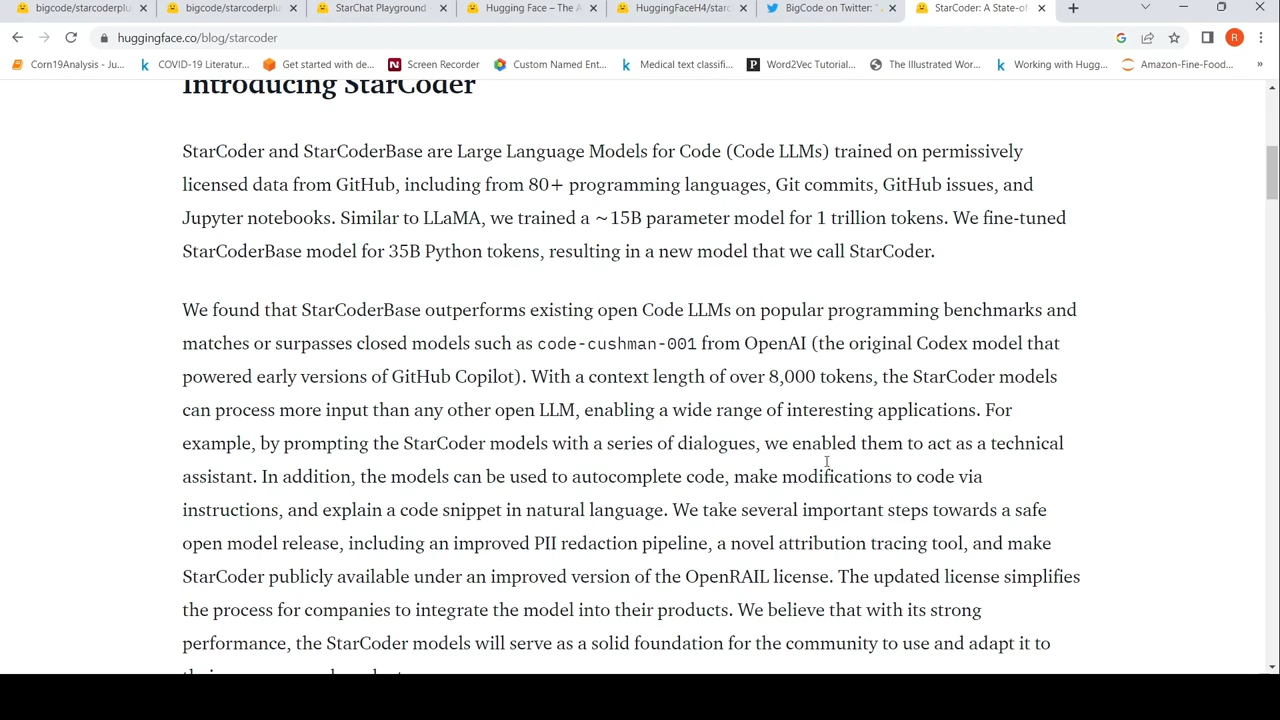 bigcode/starcoderplu
bigcode/starcoderplu
StarChat Playground
Hugging Face – The A
HuggingFaceH4/starc
BigCode on Twitter: "
StarCoder: A State-of
huggingface.co/blog/starcoder
R
Corn19Analysis - Ju...
COVID-19 Literatur...
Get started with de...
Screen Recorder
Custom Named Ent...
Medical text classifi...
Word2Vec Tutorial...
The Illustrated Wor...
Working with Hugg...
Amazon-Fine-Food...
»
Introducing StarCoder
StarCoder and StarCoderBase are Large Language Models for Code (Code LLMs) trained on permissively
licensed data from GitHub, including from 80+ programming languages, Git commits, GitHub issues, and
Jupyter notebooks. Similar to LLaMA, we trained a ~15B parameter model for 1 trillion tokens. We fine-tuned
StarCoderBase model for 35B Python tokens, resulting in a new model that we call StarCoder.
We found that StarCoderBase outperforms existing open Code LLMs on popular programming benchmarks and
matches or surpasses closed models such as code-cushman-001 from OpenAI (the original Codex model that
powered early versions of GitHub Copilot). With a context length of over 8,000 tokens, the StarCoder models
can process more input than any other open LLM, enabling a wide range of interesting applications. For
example, by prompting the StarCoder models with a series of dialogues, we enabled them to act as a technical
assistant. In addition, the models can be used to autocomplete code, make modifications to code via
instructions, and explain a code snippet in natural language. We take several important steps towards a safe
open model release, including an improved PII redaction pipeline, a novel attribution tracing tool, and make
StarCoder publicly available under an improved version of the OpenRAIL license. The updated license simplifies
the process for companies to integrate the model into their products. We believe that with its strong
performance, the StarCoder models will serve as a solid foundation for the community to use and adapt it to